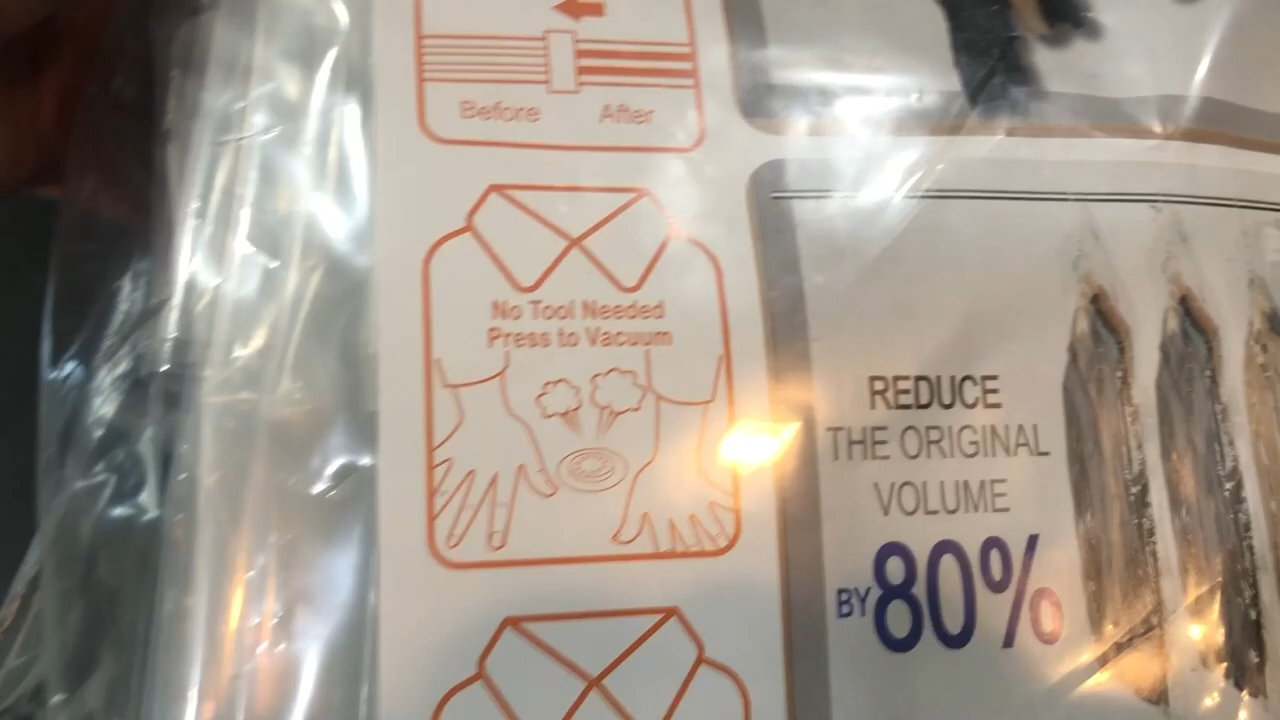 Before After
No Tool Needed
Press to Vacuum
REDUCE
THE ORIGINAL
VOLUME
BY 80%